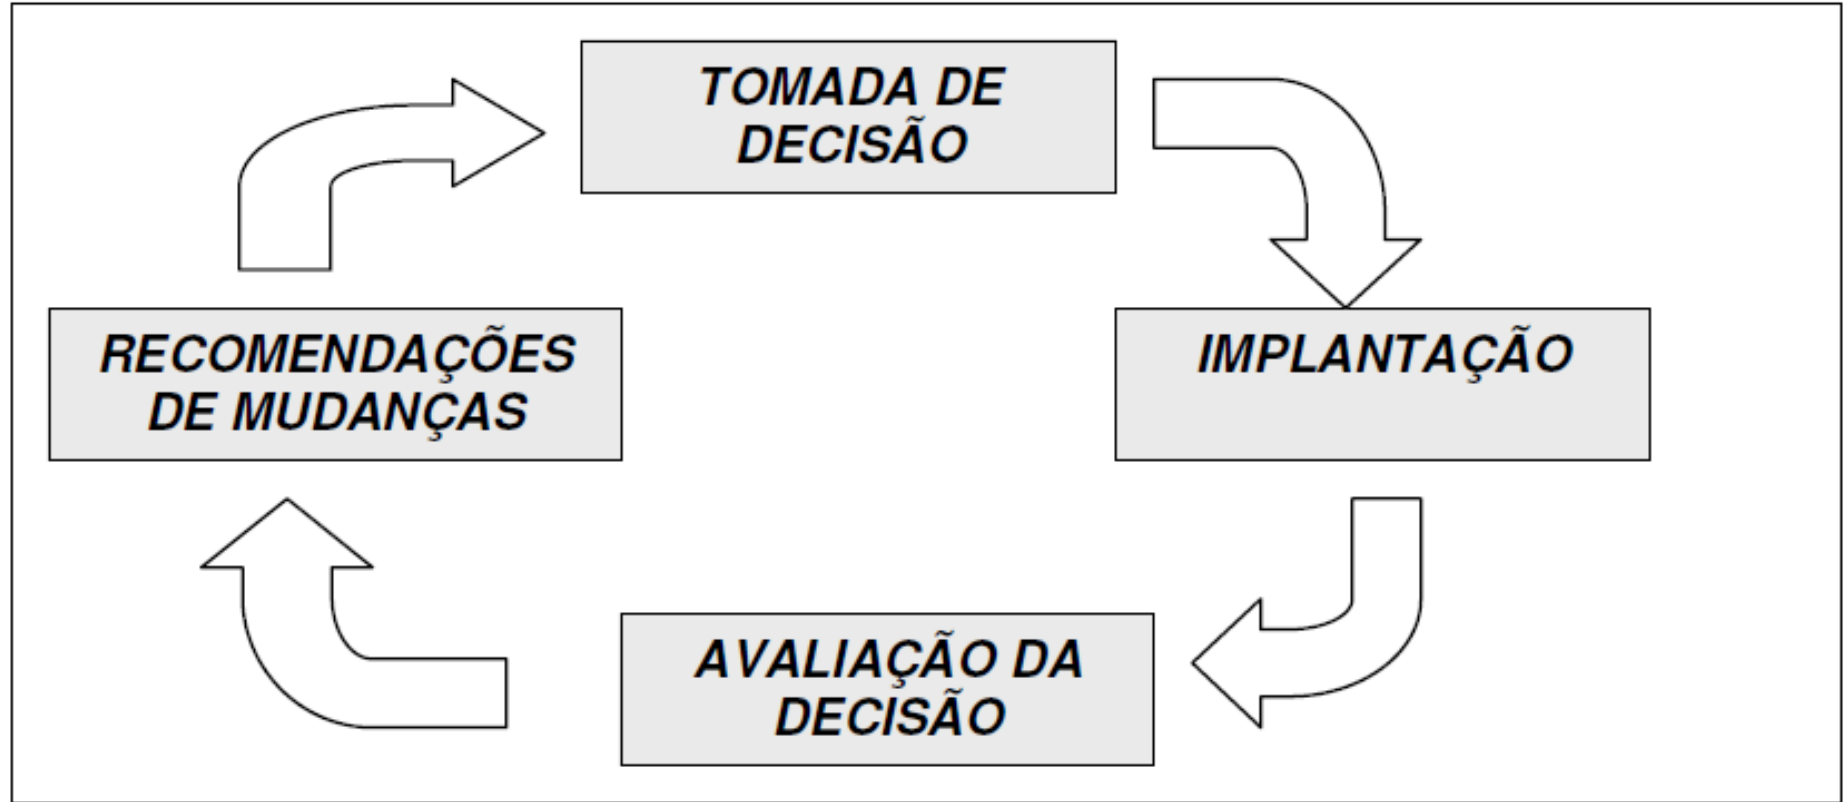 TOMADA DE
DECISÃO
RECOMENDAÇÕES
DE MUDANÇAS
IMPLANTAÇÃO
AVALIAÇÃO DA
DECISÃO